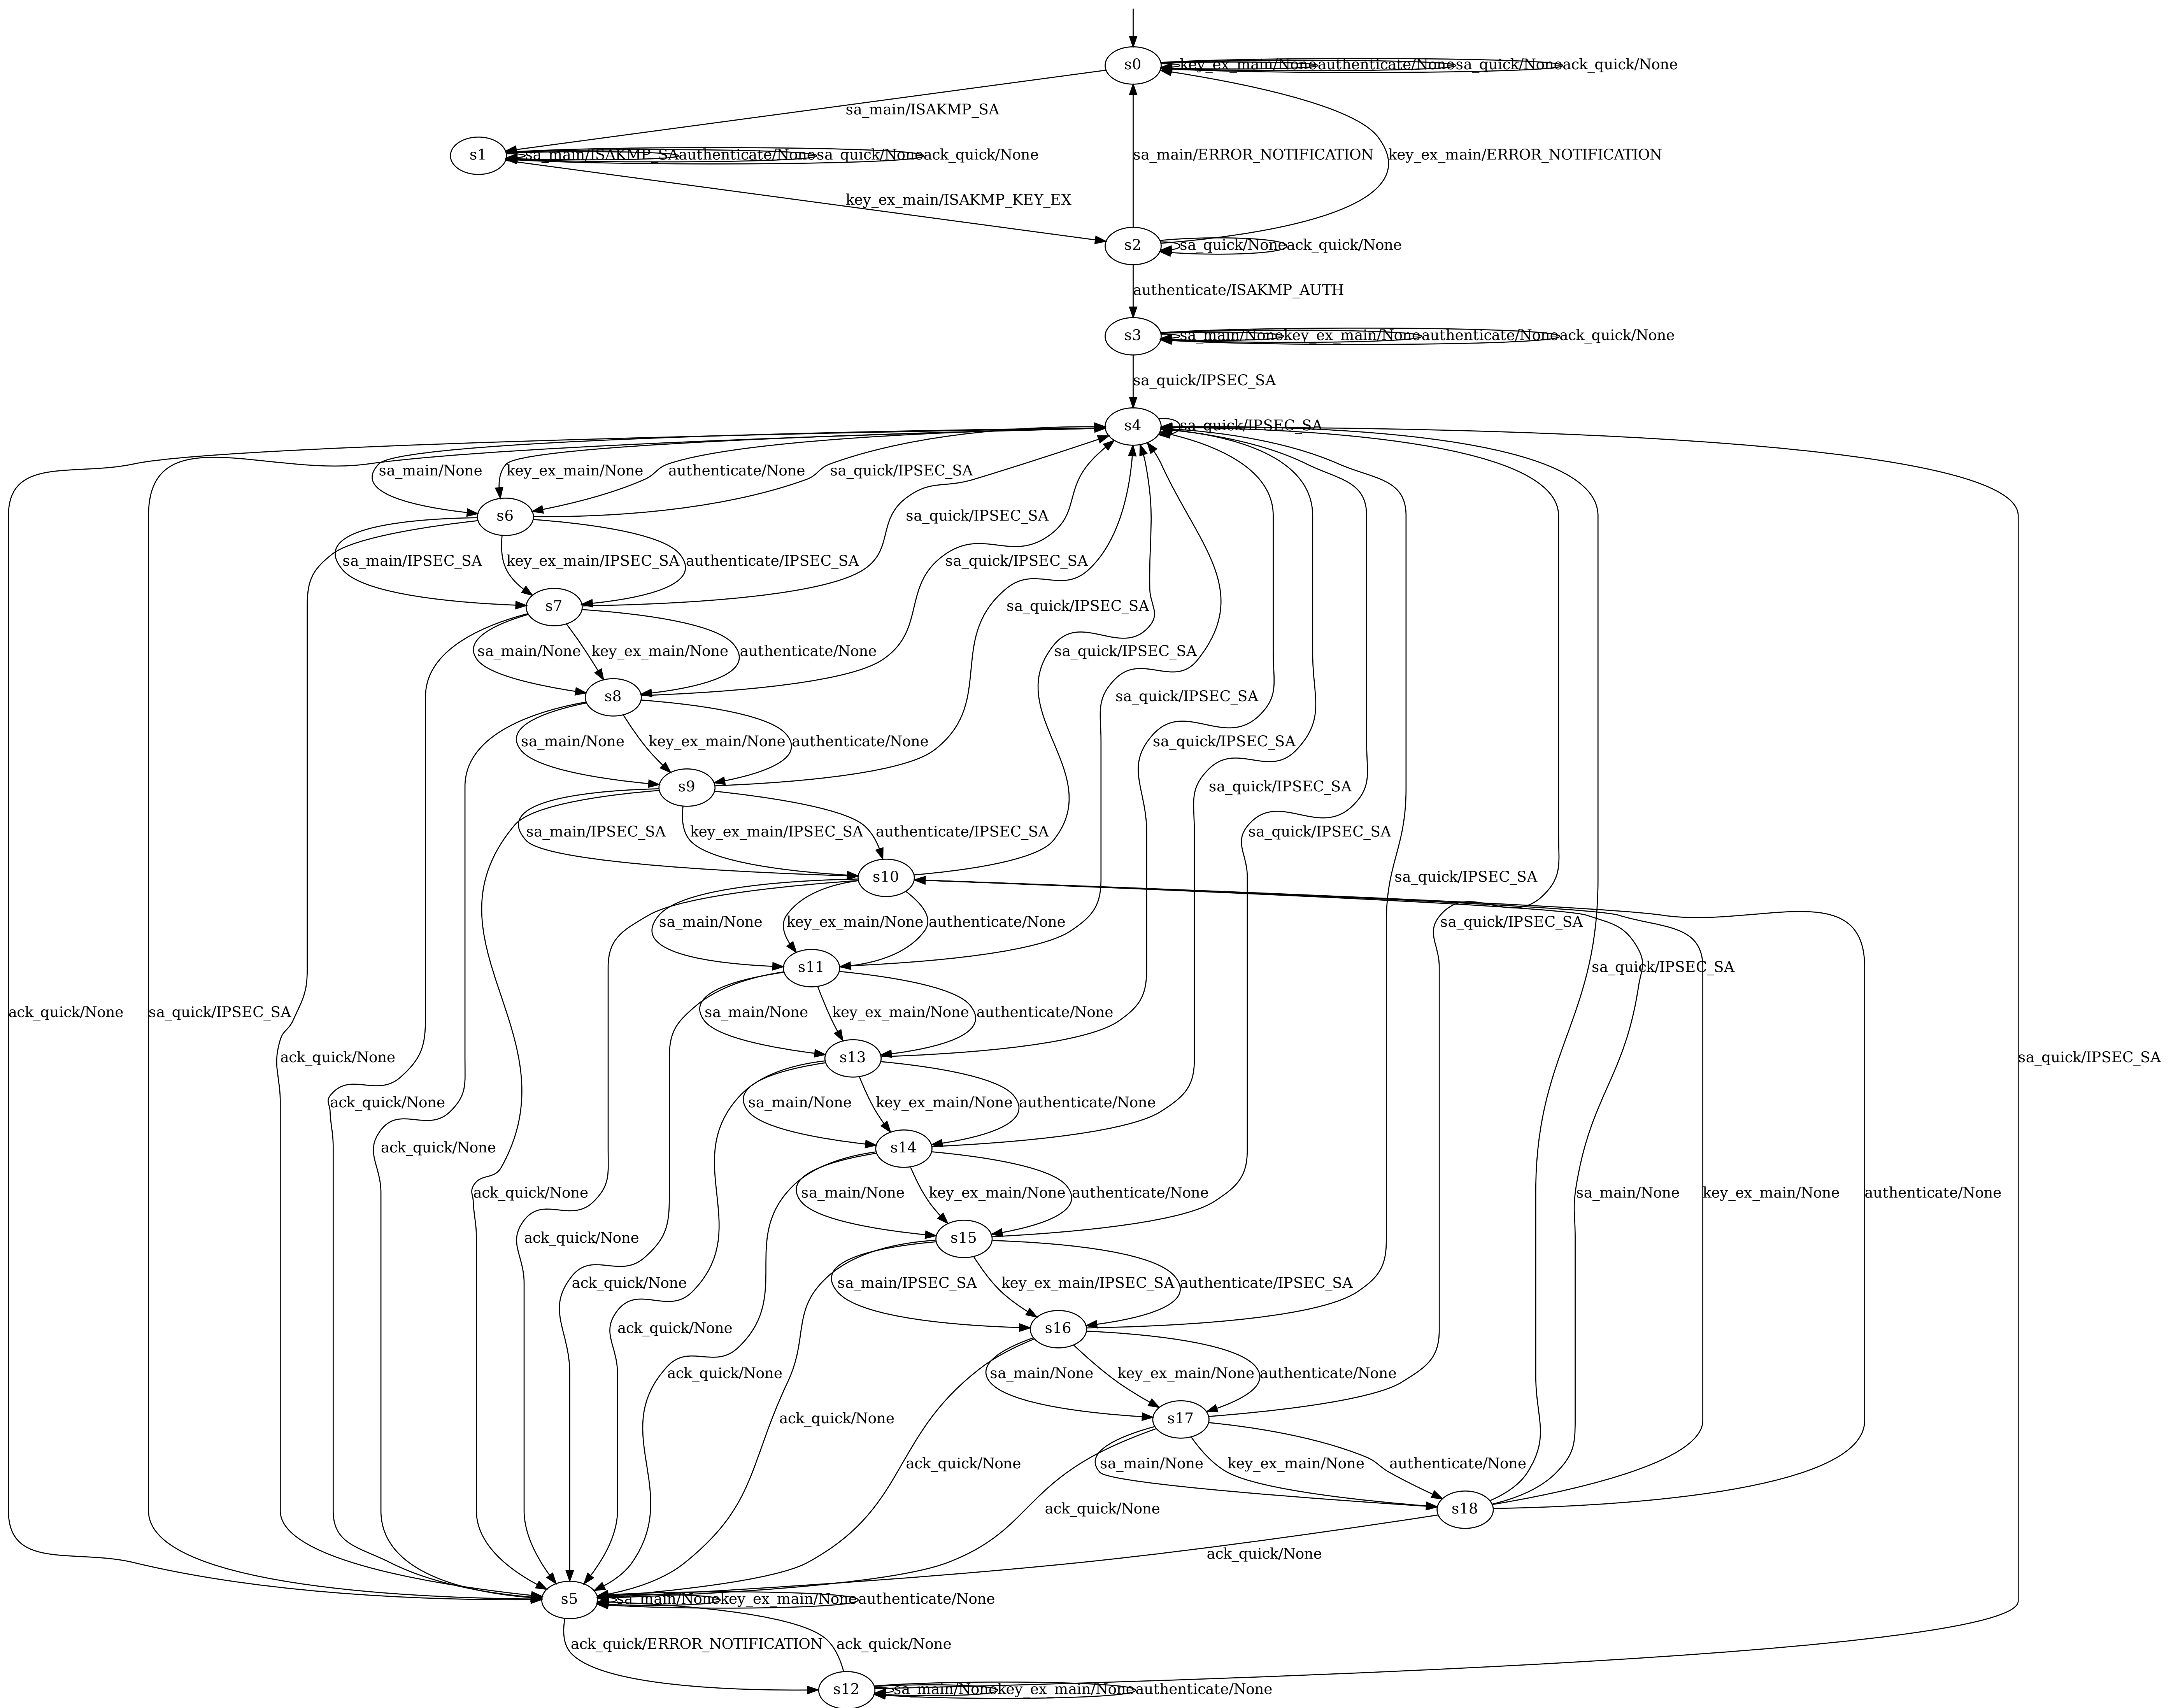 s0
key_ex_main/None
authenticate/None
sa_quick/None
ack_quick/None
sa_main/ISAKMP_SA
s1
sa_main/ISAKMP_SA
authenticate/None
sa_quick/None
ack_quick/None
sa_main/ERROR_NOTIFICATION
key_ex_main/ERROR_NOTIFICATION
key_ex_main/ISAKMP_KEY_EX
s2
sa_quick/None
ack_quick/None
authenticate/ISAKMP_AUTH
s3
sa_main/None
key_ex_main/None
authenticate/None
ack_quick/None
sa_quick/IPSEC_SA
s4
sa_quick/IPSEC_SA
sa_main/None
key_ex_main/None
authenticate/None
sa_quick/IPSEC_SA
s6
sa_quick/IPSEC_SA
sa_main/IPSEC_SA
key_ex_main/IPSEC_SA
authenticate/IPSEC_SA
sa_quick/IPSEC_SA
s7
sa_quick/IPSEC_SA
sa_main/None
key_ex_main/None
authenticate/None
sa_quick/IPSEC_SA
s8
sa_quick/IPSEC_SA
sa_main/None
key_ex_main/None
authenticate/None
sa_quick/IPSEC_SA
s9
sa_quick/IPSEC_SA
sa_main/IPSEC_SA
key_ex_main/IPSEC_SA
authenticate/IPSEC_SA
sa_quick/IPSEC_SA
s10
sa_quick/IPSEC_SA
sa_main/None
key_ex_main/None
authenticate/None
sa_quick/IPSEC_SA
s11
sa_quick/IPSEC_SA
ack_quick/None
sa_quick/IPSEC_SA
sa_main/None
key_ex_main/None
authenticate/None
ack_quick/None
s13
sa_quick/IPSEC_SA
ack_quick/None
sa_main/None
key_ex_main/None
authenticate/None
ack_quick/None
s14
ack_quick/None
sa_main/None
key_ex_main/None
authenticate/None
sa_main/None
key_ex_main/None
authenticate/None
ack_quick/None
s15
ack_quick/None
sa_main/IPSEC_SA
key_ex_main/IPSEC_SA
authenticate/IPSEC_SA
ack_quick/None
s16
ack_quick/None
sa_main/None
key_ex_main/None
authenticate/None
ack_quick/None
s17
ack_quick/None
sa_main/None
key_ex_main/None
authenticate/None
ack_quick/None
s18
ack_quick/None
s5
sa_main/None
key_ex_main/None
authenticate/None
ack_quick/ERROR_NOTIFICATION
ack_quick/None
s12
sa_main/None
key_ex_main/None
authenticate/None